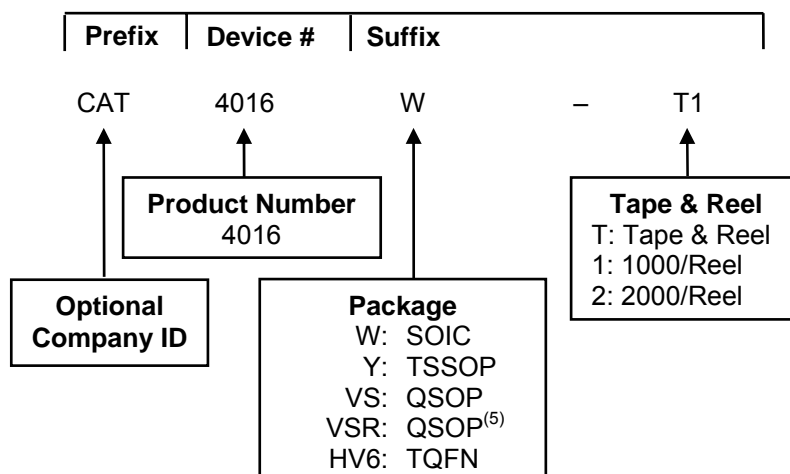 Prefix Device # Suffix
CAT 4016 W – T1
Product Number
4016
Tape & Reel
T: Tape & Reel
1: 1000/Reel
2: 2000/Reel
Optional
Company ID
Package
W: SOIC
Y: TSSOP
VS: QSOP
VSR: QSOP(5)
HV6: TQFN